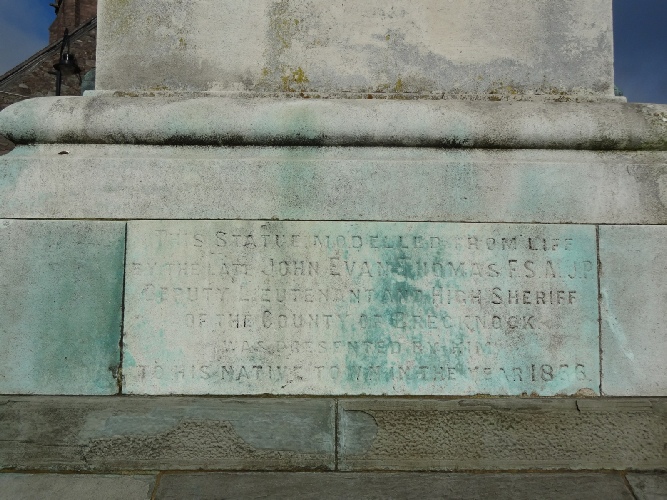 THIS STATUE MODELLED FROM LIFE
BY THE LATE JOHN EVAN THOMAS, F.S.A. J.P.
DEPUTY LIEUTENANT AND HIGH SHERIFF
OF THE COUNTY OF BRECKNOCK
WAS PRESENTED BY HIM
TO HIS NATIVE TOWN IN THE YEAR